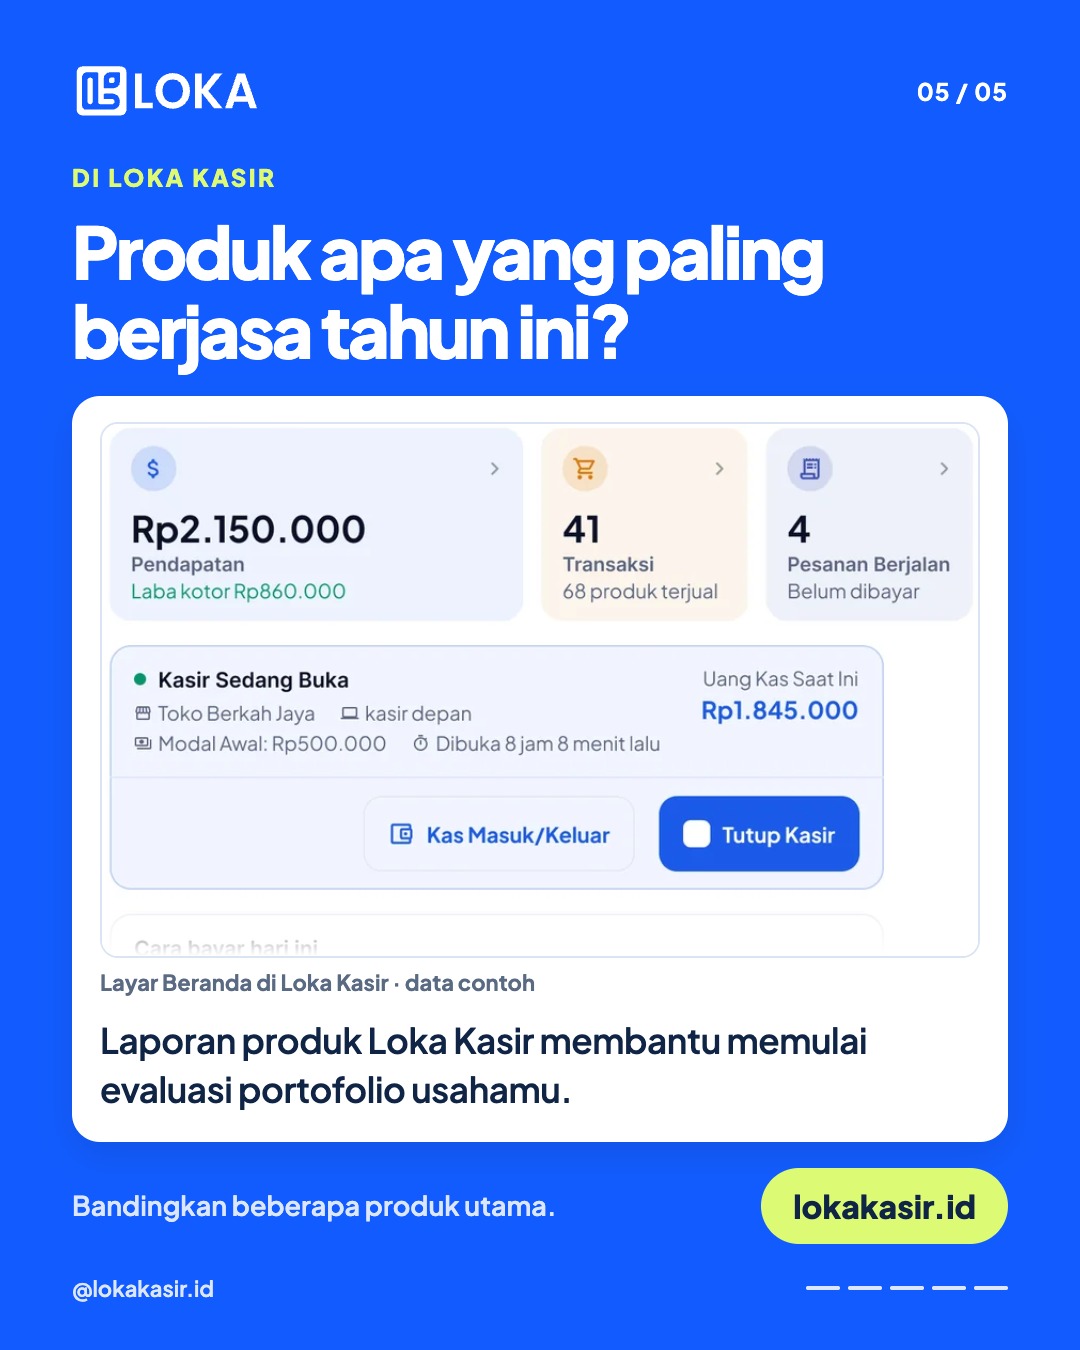 LOKA
05 / 05
DI LOKA KASIR
Produk apa yang paling
berjasa tahun ini?
Rp2.150.000
Pendapatan
Laba kotor Rp860.000
41
Transaksi
68 produk terjual
4
Pesanan Berjalan
Belum dibayar
Kasir Sedang Buka
Toko Berkah Jaya
kasir depan
Modal Awal: Rp500.000
Dibuka 8 jam 8 menit lalu
Uang Kas Saat Ini
Rp1.845.000
Kas Masuk/Keluar
Tutup Kasir
Cara bayar hari ini
Layar Beranda di Loka Kasir · data contoh
Laporan produk Loka Kasir membantu memulai
evaluasi portofolio usahamu.
Bandingkan beberapa produk utama.
lokakasir.id
@lokakasir.id